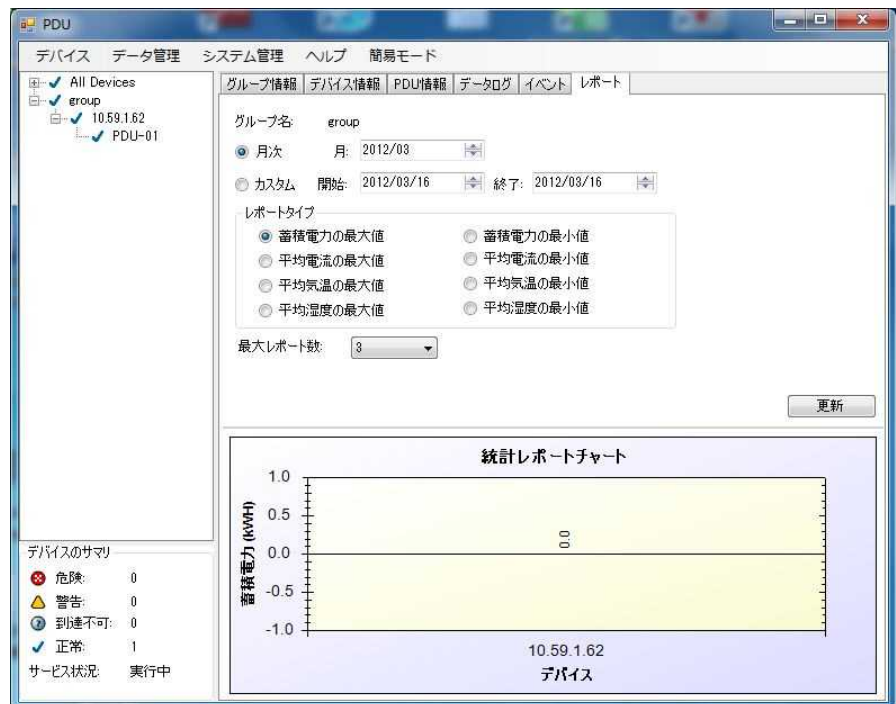 PDU
デバイス データ管理 システム管理 ヘルプ 簡易モード
All Devices
group
10.59.1.62
PDU-01
グループ情報 デバイス情報 PDU情報 データログ イベント レポート
グループ名: group
月次 月: 2012/03
カスタム 開始: 2012/03/16 終了: 2012/03/16
レポートタイプ
蓄積電力の最大値 蓄積電力の最小値
平均電流の最大値 平均電流の最小値
平均気温の最大値 平均気温の最小値
平均湿度の最大値 平均湿度の最小値
最大レポート数: 3
更新
統計レポートチャート
蓄積電力 (kWH)
1.0
0.5
0.0
-0.5
-1.0
0.0
10.59.1.62
デバイス
デバイスのサマリ
危険: 0
警告: 0
到達不可: 0
正常: 1
サービス状況: 実行中